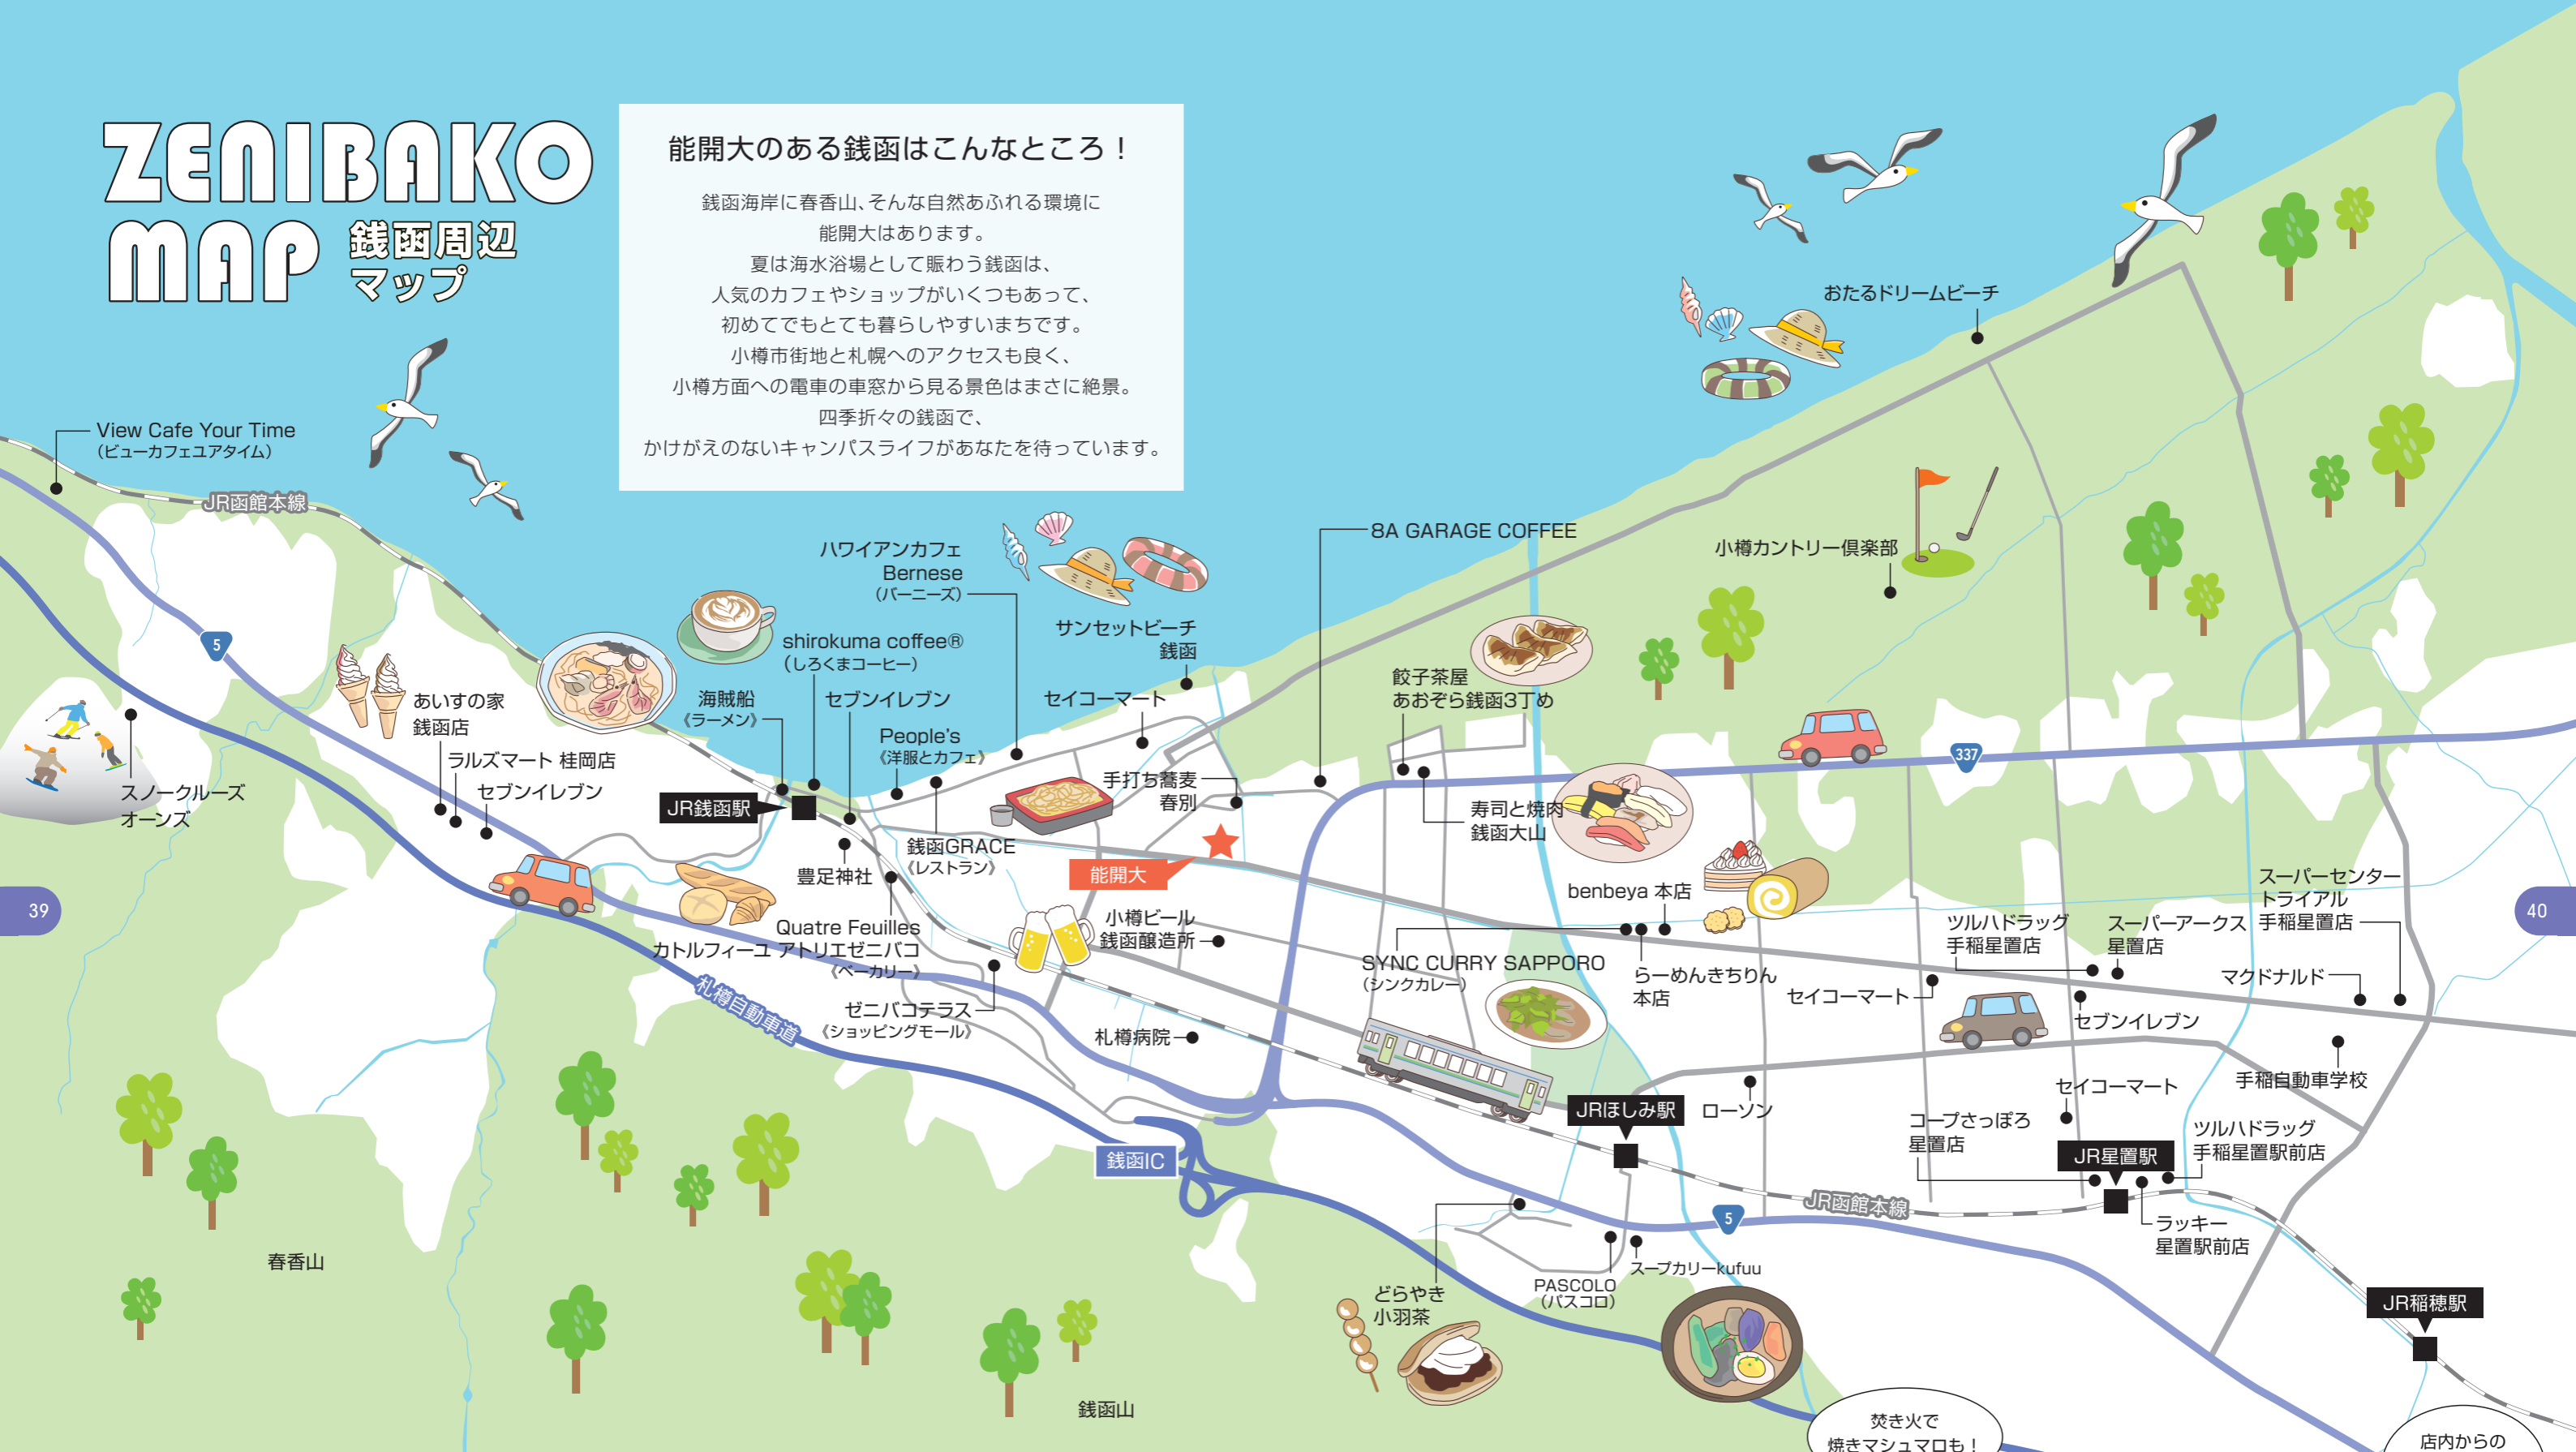 ZENIBAKO
MAP 銭函周辺
マップ
能開大のある銭函はこんなところ！
銭函海岸に春香山、そんな自然あふれる環境に
能開大はあります。
夏は海水浴場として賑わう銭函は、
人気のカフェやショップがいくつもあって、
初めてでもとても暮らしやすいまちです。
小樽市街地と札幌へのアクセスも良く、
小樽方面への電車の車窓から見る景色はまさに絶景。
四季折々の銭函で、
かけがえのないキャンパスライフがあなたを待っています。
おたるドリームビーチ
View Cafe Your Time
（ビューカフェユアタイム）
JR函館本線
8A GARAGE COFFEE
小樽カントリー倶楽部
ハワイアンカフェ
Bernese
（バーニーズ）
サンセットビーチ
銭函
shirokuma coffee®
（しろくまコーヒー）
5
あいすの家
銭函店
海賊船
《ラーメン》
セブンイレブン
セイコーマート
People's
《洋服とカフェ》
餃子茶屋
あおぞら銭函3丁め
337
ラルズマート 桂岡店
セブンイレブン
スノークルーズ
オーンズ
JR銭函駅
手打ち蕎麦
春別
寿司と焼肉
銭函大山
銭函GRACE
《レストラン》
豊足神社
能開大
39
40
benbeya 本店
Quatre Feuilles
カトルフィーユ アトリエゼニバコ
《ベーカリー》
小樽ビール
銭函醸造所
SYNC CURRY SAPPORO
（シンクカレー）
らーめんきちりん
本店
セイコーマート
ツルハドラッグ
手稲星置店
スーパーアークス
星置店
スーパーセンター
トライアル
手稲星置店
マクドナルド
セブンイレブン
札樽自動車道
ゼニバコテラス
《ショッピングモール》
札樽病院
手稲自動車学校
JRほしみ駅
ローソン
セイコーマート
コープさっぽろ
星置店
JR星置駅
ツルハドラッグ
手稲星置駅前店
銭函IC
JR函館本線
5
ラッキー
星置駅前店
春香山
どらやき
小羽茶
PASCOLO
（パスコロ）
スープカリーkufuu
JR稲穂駅
銭函山
焚き火で
焼きマシュマロも！
店内からの